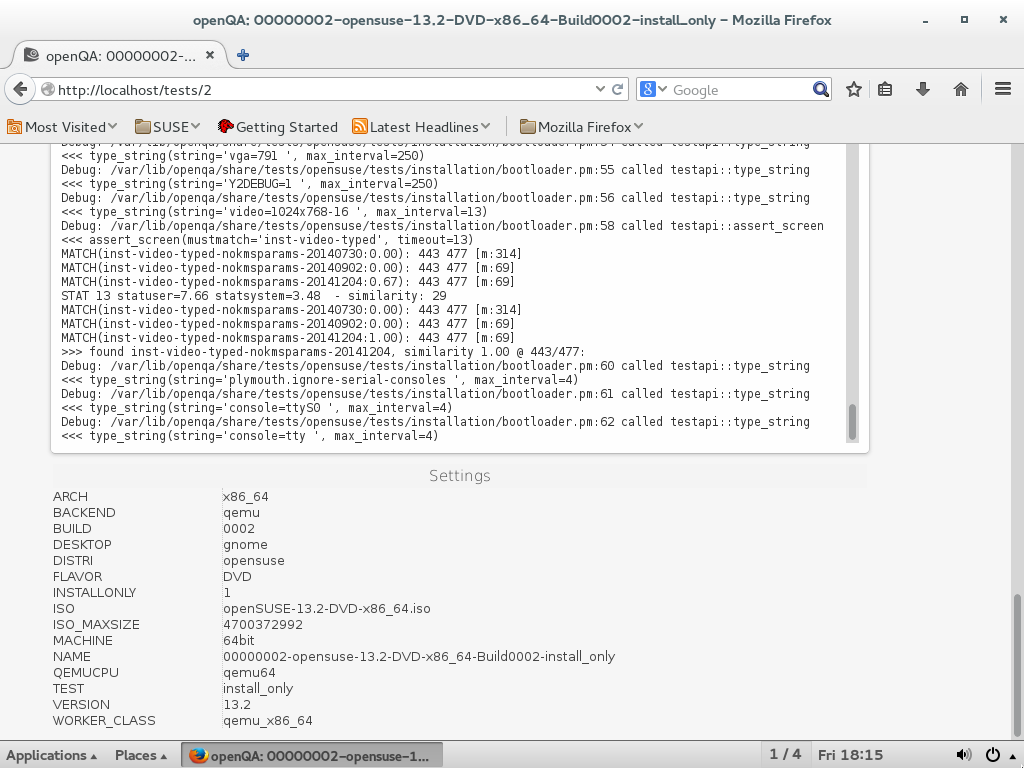 openQA: 00000002-opensuse-13.2-DVD-x86_64-Build0002-install_only - Mozilla Firefox
openQA: 00000002-...
http://localhost/tests/2
Google
Most Visited SUSE Getting Started Latest Headlines Mozilla Firefox
Debug: /var/lib/openqa/share/tests/opensuse/tests/installation/bootloader.pm:54 called testapi::type_string
<<< type_string(string='vga=791 ', max_interval=250)
Debug: /var/lib/openqa/share/tests/opensuse/tests/installation/bootloader.pm:55 called testapi::type_string
<<< type_string(string='Y2DEBUG=1 ', max_interval=250)
Debug: /var/lib/openqa/share/tests/opensuse/tests/installation/bootloader.pm:56 called testapi::type_string
<<< type_string(string='video=1024x768-16 ', max_interval=13)
Debug: /var/lib/openqa/share/tests/opensuse/tests/installation/bootloader.pm:58 called testapi::assert_screen
<<< assert_screen(mustmatch='inst-video-typed', timeout=13)
MATCH(inst-video-typed-nokmsparams-20140730:0.00): 443 477 [m:314]
MATCH(inst-video-typed-nokmsparams-20140902:0.00): 443 477 [m:69]
MATCH(inst-video-typed-nokmsparams-20141204:0.67): 443 477 [m:69]
STAT 13 statuser=7.66 statsystem=3.48  - similarity: 29
MATCH(inst-video-typed-nokmsparams-20140730:0.00): 443 477 [m:314]
MATCH(inst-video-typed-nokmsparams-20140902:0.00): 443 477 [m:69]
MATCH(inst-video-typed-nokmsparams-20141204:1.00): 443 477 [m:69]
>>> found inst-video-typed-nokmsparams-20141204, similarity 1.00 @ 443/477:
Debug: /var/lib/openqa/share/tests/opensuse/tests/installation/bootloader.pm:60 called testapi::type_string
<<< type_string(string='plymouth.ignore-serial-consoles ', max_interval=4)
Debug: /var/lib/openqa/share/tests/opensuse/tests/installation/bootloader.pm:61 called testapi::type_string
<<< type_string(string='console=ttyS0 ', max_interval=4)
Debug: /var/lib/openqa/share/tests/opensuse/tests/installation/bootloader.pm:62 called testapi::type_string
<<< type_string(string='console=tty ', max_interval=4)
Settings
ARCH x86_64
BACKEND qemu
BUILD 0002
DESKTOP gnome
DISTRI opensuse
FLAVOR DVD
INSTALLONLY 1
ISO openSUSE-13.2-DVD-x86_64.iso
ISO_MAXSIZE 4700372992
MACHINE 64bit
NAME 00000002-opensuse-13.2-DVD-x86_64-Build0002-install_only
QEMUCPU qemu64
TEST install_only
VERSION 13.2
WORKER_CLASS qemu_x86_64
Applications Places openQA: 00000002-opensuse-1... 1 / 4 Fri 18:15